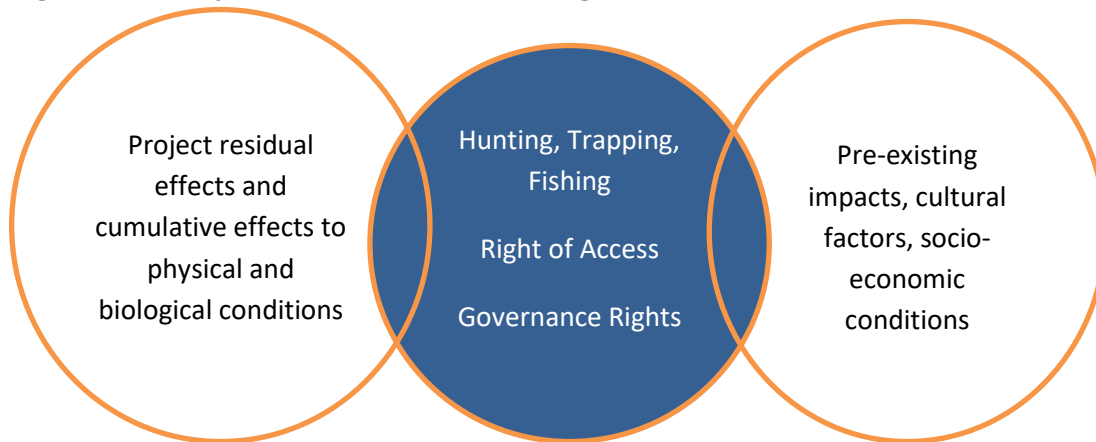 Project residual
effects and
cumulative effects to
physical and
biological conditions
Hunting, Trapping,
Fishing
Right of Access
Governance Rights
Pre-existing
impacts, cultural
factors, socio-
economic
conditions